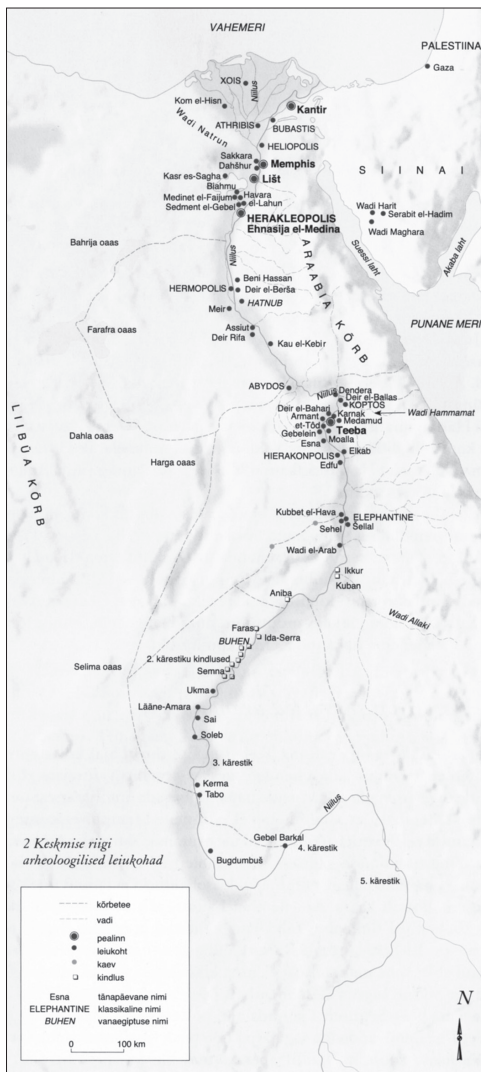 VAHEMERI
PALESTIINA
Gaza
XOIS
Niilus
Kantir
Kom el-Hisn
Wadi Natrun
ATHRIBIS
BUBASTIS
HELIOPOLIS
Sakkara
Dahšhur
Memphis
Kasr es-Sagha
Lišt
SIINAI
Biahmu
Medinet el-Faijum
Havara
el-Lahun
Sedment el-Gebel
HERAKLEOPOLIS
Ehnasija el-Medina
Wadi Harit
Serabit el-Hadim
Wadi Maghara
Suessi laht
Akaba laht
Bahrija oaas
Niilus
ARAABIA KÕRB
Beni Hassan
HERMOPOLIS
Deir el-Berša
HATNUB
Meir
PUNANE MERI
Farafra oaas
Assiut
Deir Rifa
Kau el-Kebir
ABYDOS
Niilus
Dendera
Deir el-Ballas
KOPTOS
Deir el-Bahari
Karnak
Wadi Hammamat
Armant
Medamud
et-Tôd
Teeba
Gebelein
Moalla
Esna
LIIBÜA KÕRB
Dahla oaas
Harga oaas
HIERAKONPOLIS
Elkab
Edfu
Kubbet el-Hava
ELEPHANTINE
Sehel
Šellal
Wadi el-Arab
Ikkur
Kuban
Aniba
Wadi Allaki
Faras
Ida-Serra
BUHEN
2. kärestiku kindlused
Semna
Selima oaas
Ukma
Lääne-Amara
Sai
Soleb
3. kärestik
Kerma
Tabo
Niilus
Gebel Barkal
4. kärestik
Bugdumbuš
5. kärestik
2 Keskmise riigi
arheoloogilised leiukohad
kõrbetee
vadi
pealinn
leiukoht
kaev
kindlus
Esna tänapäevane nimi
ELEPHANTINE klassikaline nimi
BUHEN vanaegiptuse nimi
0 100 km
N